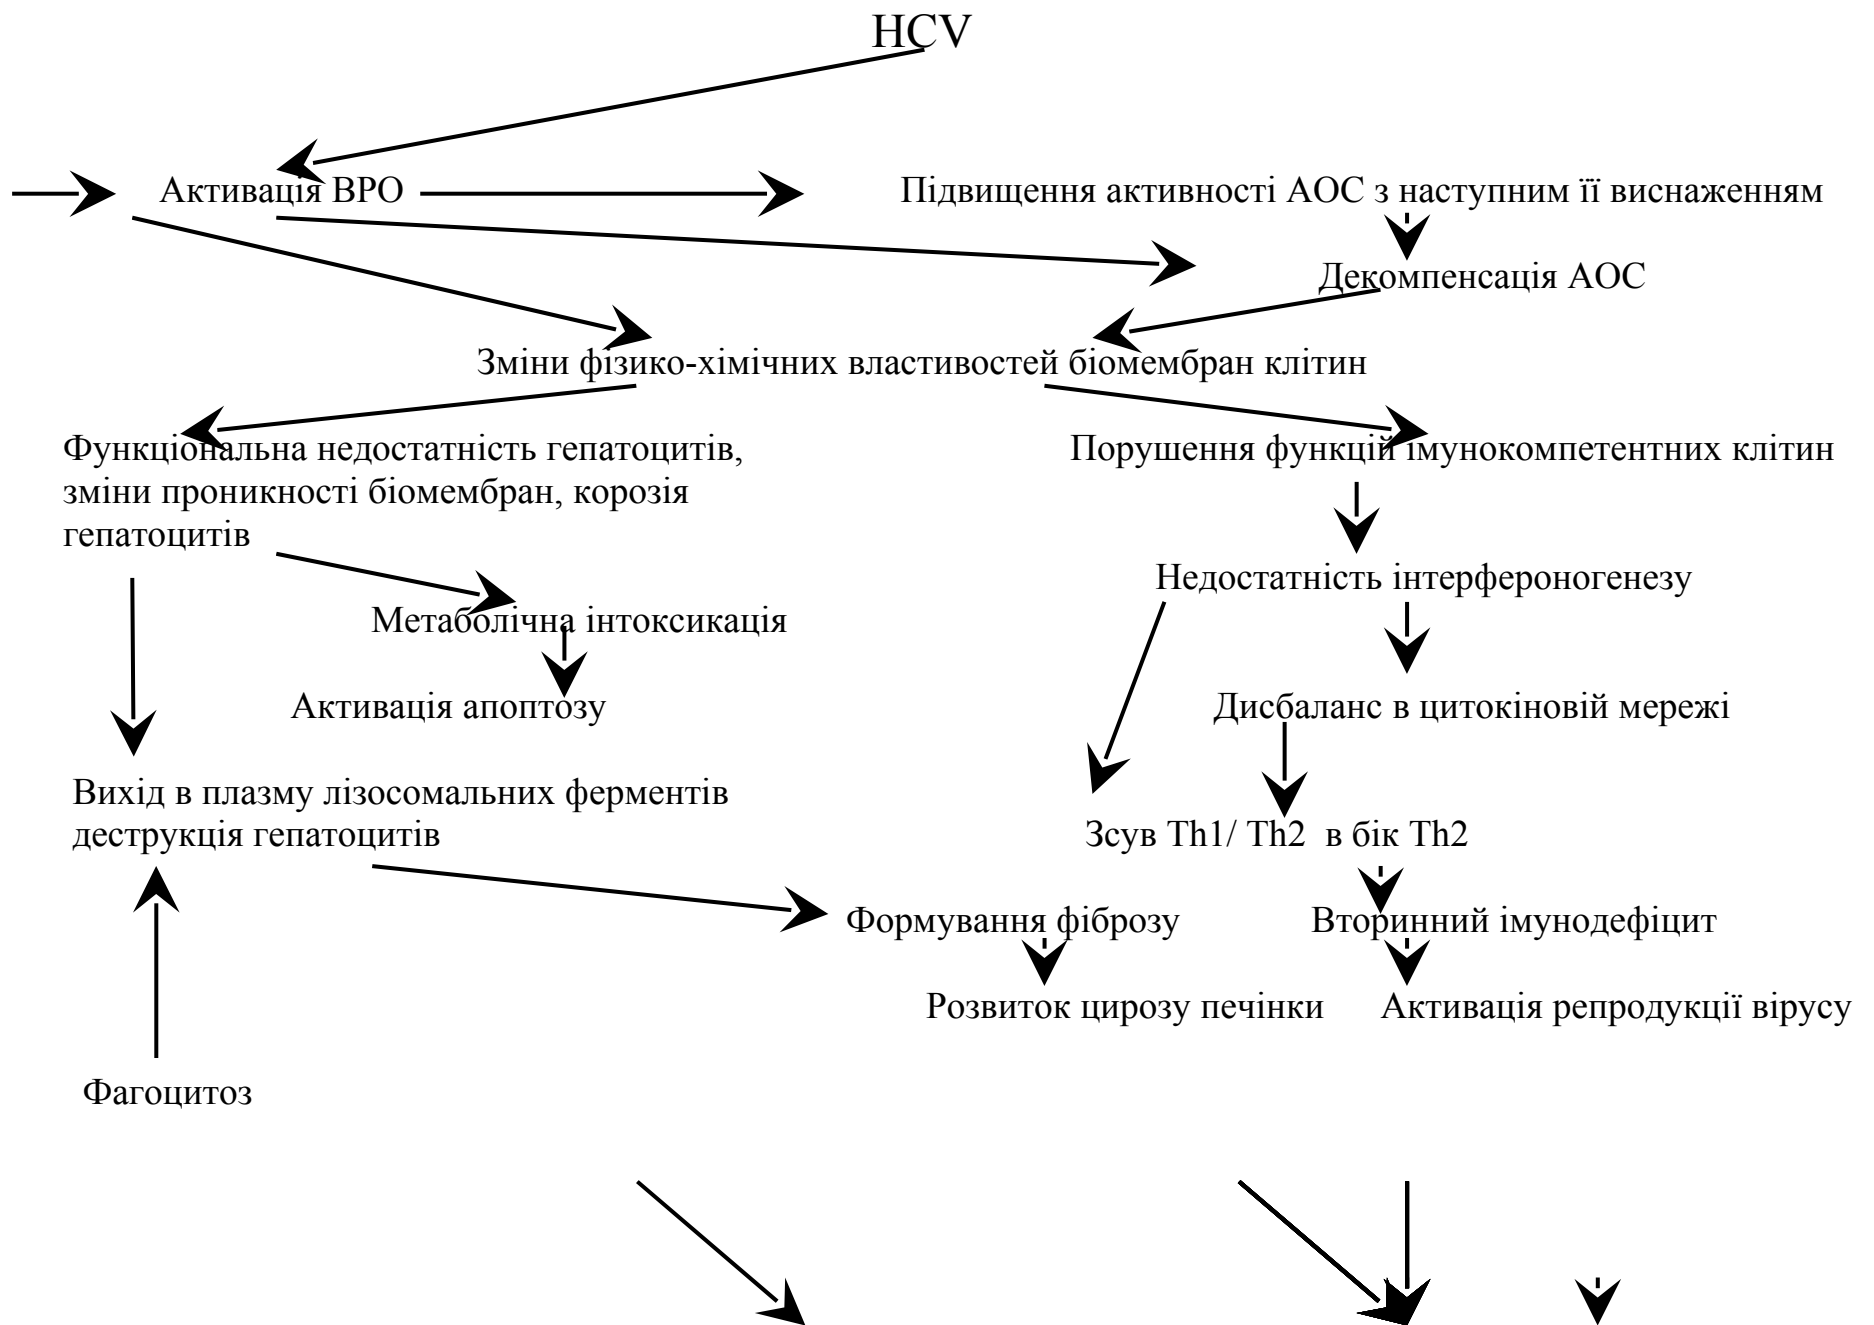 HCV
Активація ВРО
Підвищення активності АОС з наступним її виснаженням
Декомпенсація АОС
Зміни фізико-хімічних властивостей біомембран клітин
Функціональна недостатність гепатоцитів,
зміни проникності біомембран, корозія
гепатоцитів
Порушення функцій імунокомпетентних клітин
Недостатність інтерфероногенезу
Метаболічна інтоксикація
Активація апоптозу
Дисбаланс в цитокіновій мережі
Вихід в плазму лізосомальних ферментів
деструкція гепатоцитів
Зсув Th1/ Th2 в бік Th2
Формування фіброзу
Вторинний імунодефіцит
Розвиток цирозу печінки
Активація репродукції вірусу
Фагоцитоз